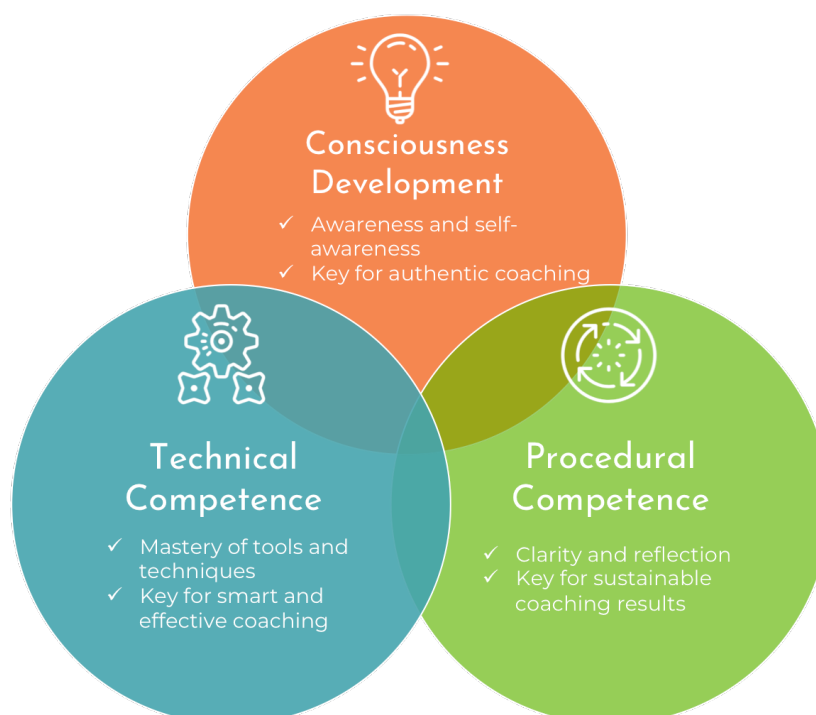 Consciousness
Development
✓ Awareness and self-
awareness
✓ Key for authentic coaching
Technical
Competence
✓ Mastery of tools and
techniques
✓ Key for smart and
effective coaching
Procedural
Competence
✓ Clarity and reflection
✓ Key for sustainable
coaching results